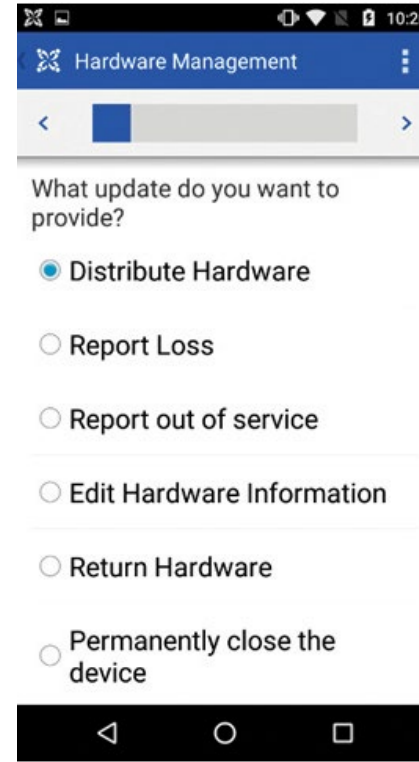 10:2
Hardware Management
What update do you want to
provide?
Distribute Hardware
Report Loss
Report out of service
Edit Hardware Information
Return Hardware
Permanently close the
device